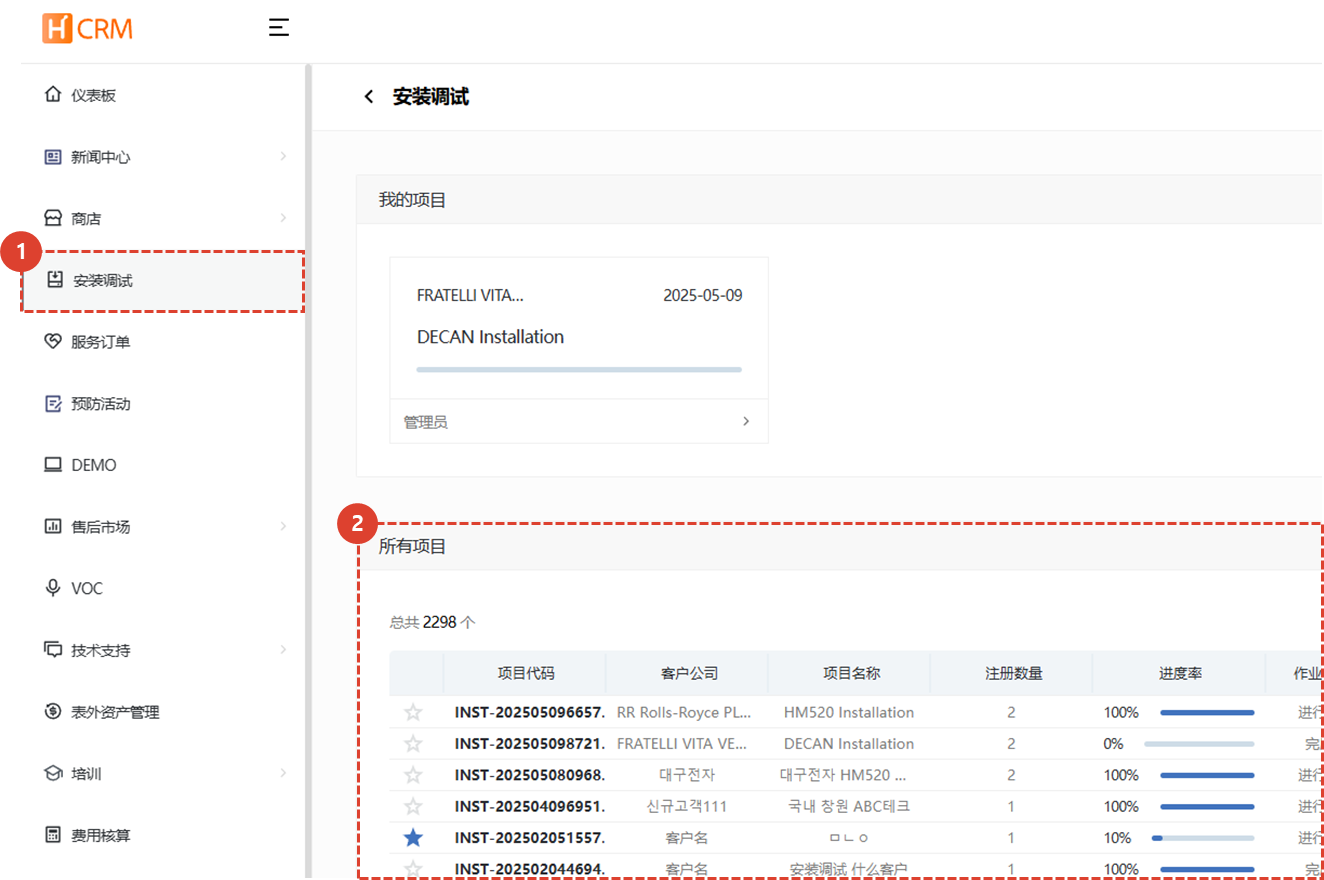 H CRM
仪表板
新闻中心
商店
1
安装调试
服务订单
预防活动
DEMO
售后市场
VOC
技术支持
表外资产管理
培训
费用核算
安装调试
我的项目
FRATELLI VITA... 2025-05-09
DECAN Installation
管理员
2
所有项目
总共 2298 个
项目代码 客户公司 项目名称 注册数量 进度率 作业
INST-202505096657. RR Rolls-Royce PL... HM520 Installation 2 100% 进行
INST-202505098721. FRATELLI VITA VE... DECAN Installation 2 0% 完
INST-202505080968. 대구전자 대구전자 HM520 ... 2 100% 进行
INST-202504096951. 신규고객111 국내 창원 ABC테크 1 100% 进行
INST-202502051557. 客户名 ㅁㄴㅇ 1 10% 进行
INST-202502044694. 客户名 安装调试 什么客户 1 100% 完